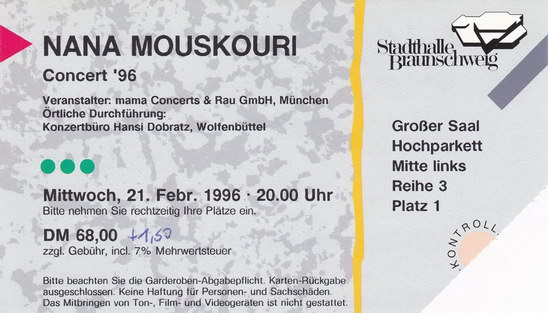 NANA MOUSKOURI
Concert '96
Veranstalter: mama Concerts & Rau GmbH, München
Örtliche Durchführung:
Konzertbüro Hansi Dobratz, Wolfenbüttel
Mittwoch, 21. Febr. 1996 · 20.00 Uhr
Bitte nehmen Sie rechtzeitig Ihre Plätze ein.
DM 68,00 +1,50
zzgl. Gebühr, incl. 7% Mehrwertsteuer
Bitte beachten Sie die Garderoben-Abgabepflicht. Karten-Rückgabe
ausgeschlossen. Keine Haftung für Personen- und Sachschäden.
Das Mitbringen von Ton-, Film- und Videogeräten ist nicht gestattet.
Stadthalle
Braunschweig
Großer Saal
Hochparkett
Mitte links
Reihe 3
Platz 1
KONTROLL